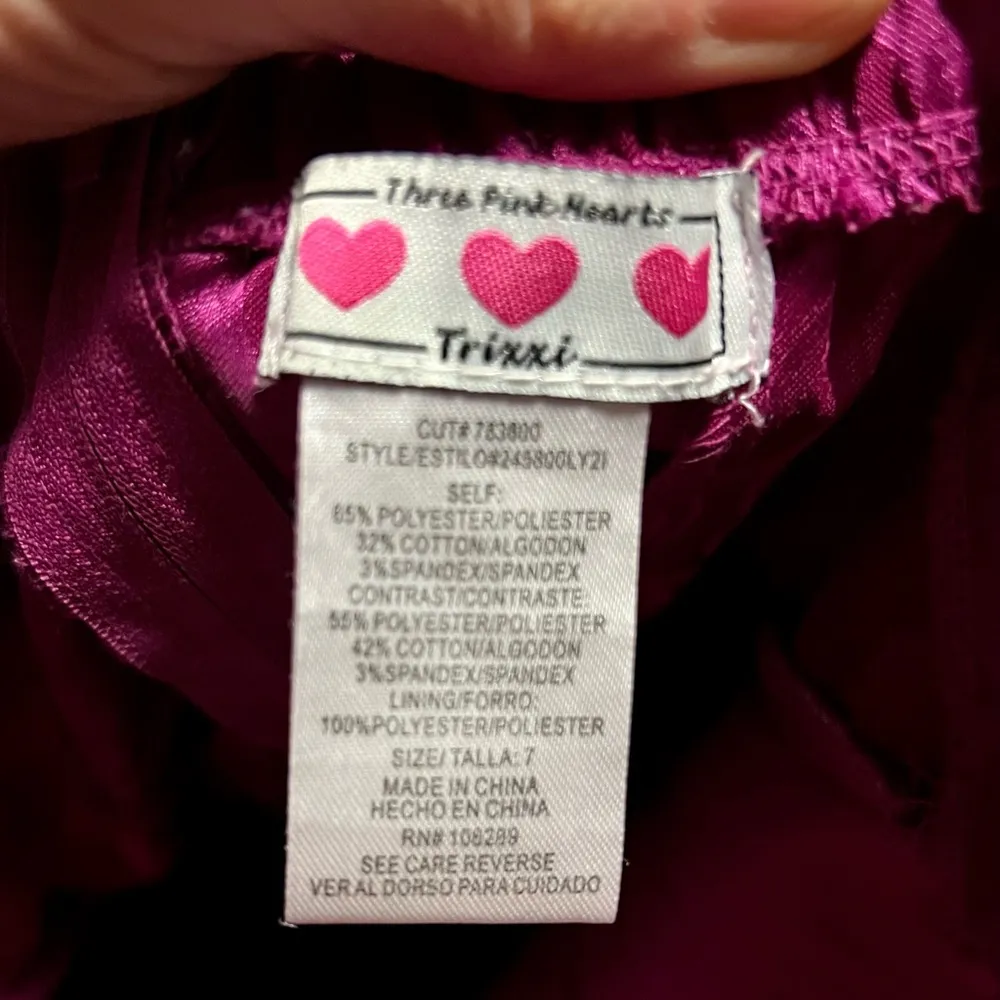 Three Pink Hearts
Trixxi
CUT# 783800
STYLE/ESTILO#249800LY2I
SELF:
65% POLYESTER/POLIESTER
32% COTTON/ALGODON
3%SPANDEX/SPANDEX
CONTRAST/CONTRASTE:
55% POLYESTER/POLIESTER
42% COTTON/ALGODON
3%SPANDEX/SPANDEX
LINING/FORRO:
100%POLYESTER/POLIESTER
SIZE/ TALLA: 7
MADE IN CHINA
HECHO EN CHINA
RN# 106289
SEE CARE REVERSE
VER AL DORSO PARA CUIDADO